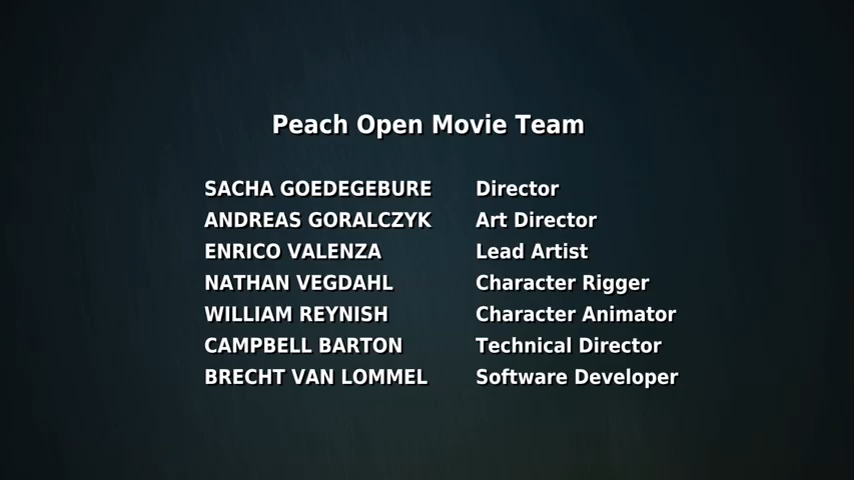 Peach Open Movie Team
SACHA GOEDEGEBURE Director
ANDREAS GORALCZYK Art Director
ENRICO VALENZA Lead Artist
NATHAN VEGDAHL Character Rigger
WILLIAM REYNISH Character Animator
CAMPBELL BARTON Technical Director
BRECHT VAN LOMMEL Software Developer